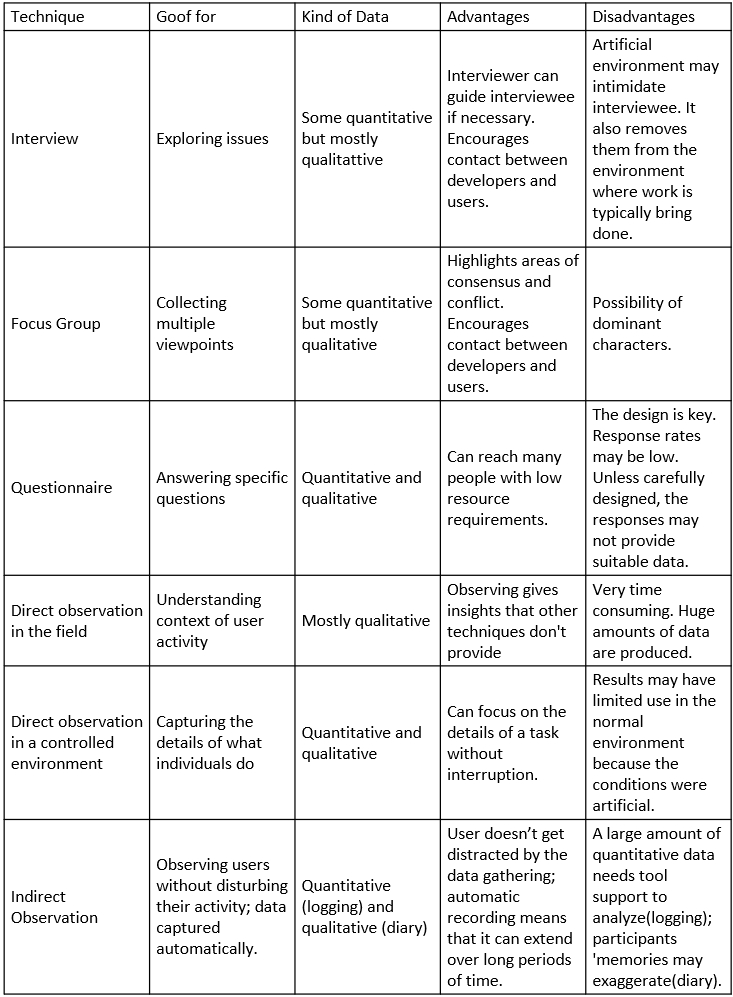 Technique
Goof for
Kind of Data
Advantages
Disadvantages
Interview
Exploring issues
Some quantitative
but mostly
qualitattive
Interviewer can
guide interviewee
if necessary.
Encourages
contact between
developers and
users.
Artificial
environment may
intimidate
interviewee. It
also removes
them from the
environment
where work is
typically bring
done.
Focus Group
Collecting
multiple
viewpoints
Some quantitative
but mostly
qualitative
Highlights areas of
consensus and
conflict.
Encourages
contact between
developers and
users.
Possibility of
dominant
characters.
Questionnaire
Answering specific
questions
Quantitative and
qualitative
Can reach many
people with low
resource
requirements.
The design is key.
Response rates
may be low.
Unless carefully
designed, the
responses may
not provide
suitable data.
Direct observation
in the field
Understanding
context of user
activity
Mostly qualitative
Observing gives
insights that other
techniques don't
provide
Very time
consuming. Huge
amounts of data
are produced.
Direct observation
in a controlled
environment
Capturing the
details of what
individuals do
Quantitative and
qualitative
Can focus on the
details of a task
without
interruption.
Results may have
limited use in the
normal
environment
because the
conditions were
artificial.
Indirect
Observation
Observing users
without disturbing
their activity; data
captured
automatically.
Quantitative
(logging) and
qualitative (diary)
User doesn’t get
distracted by the
data gathering;
automatic
recording means
that it can extend
over long periods
of time.
A large amount of
quantitative data
needs tool
support to
analyze(logging);
participants
'memories may
exaggerate(diary).